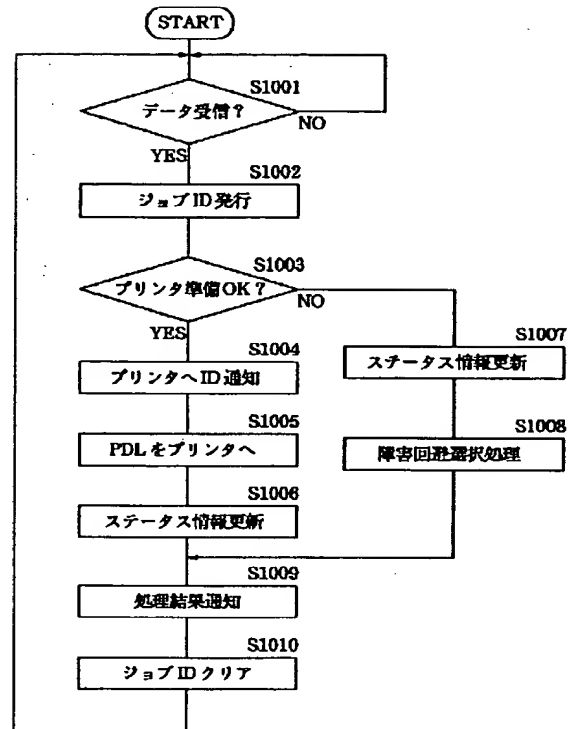 START
S1001
データ受信?
NO
YES
S1002
ジョブID発行
S1003
プリンタ準備OK?
NO
YES
S1004
プリンタへID通知
S1005
PDLをプリンタへ
S1006
ステータス情報更新
S1007
ステータス情報更新
S1008
障害回避選択処理
S1009
処理結果通知
S1010
ジョブIDクリア